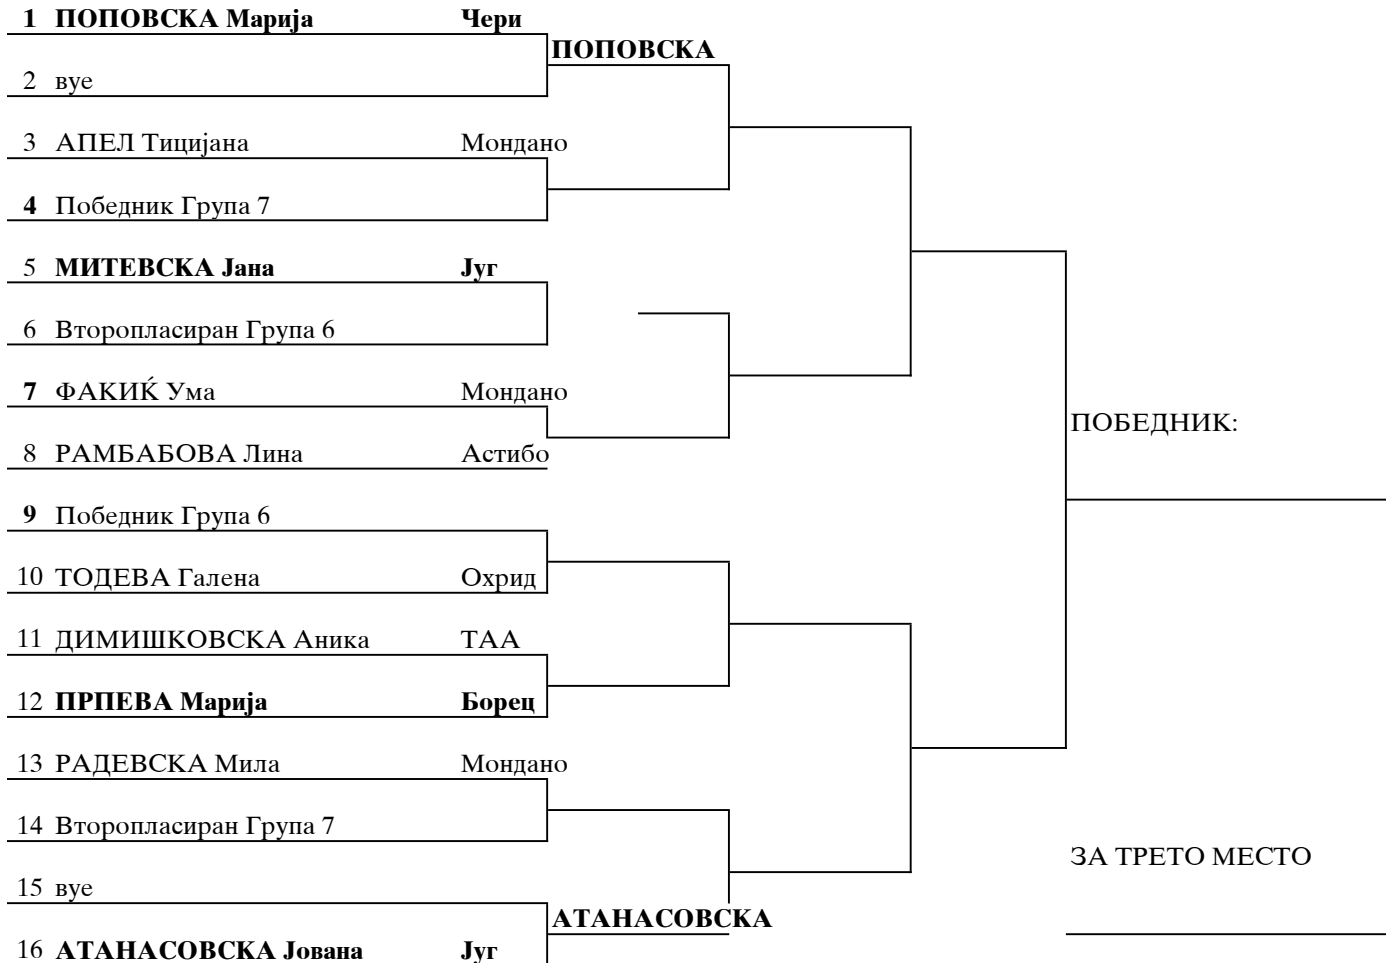 1 ПОПОВСКА Марија Чери
ПОПОВСКА
2 вуе
3 АПЕЛ Тицијана Мондано
4 Победник Група 7
5 МИТЕВСКА Јана Југ
6 Второпласиран Група 6
7 ФАКИЌ Ума Мондано
ПОБЕДНИК:
8 РАМБАБОВА Лина Астибо
9 Победник Група 6
10 ТОДЕВА Галена Охрид
11 ДИМИШКОВСКА Аника ТАА
12 ПРПЕВА Марија Борец
13 РАДЕВСКА Мила Мондано
14 Второпласиран Група 7
ЗА ТРЕТО МЕСТО
15 вуе
АТАНАСОВСКА
16 АТАНАСОВСКА Јована Југ